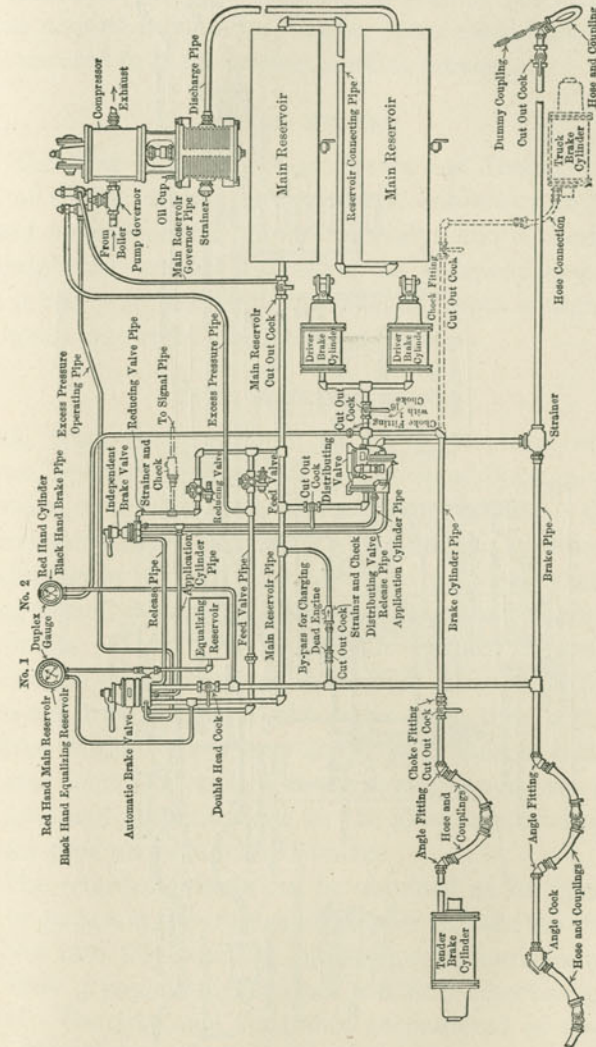 No. 1
Red Hand Main Reservoir
Black Hand Equalizing Reservoir
Duplex
Gauge
No. 2
Red Hand Cylinder
Black Hand Brake Pipe
Automatic Brake Valve
Double Head Cock
Equalizing
Reservoir
Release Pipe
Application
Cylinder
Pipe
Feed Valve Pipe
Main Reservoir Pipe
Independent
Brake Valve
Strainer and
Check
To Signal Pipe
Reducing Valve Pipe
Reducing Valve
Feed Valve
Excess Pressure
Operating Pipe
Excess Pressure Pipe
From
Boiler
Pump Governor
Compressor
Exhaust
Oil Cup
Main Reservoir
Governor Pipe
Strainer
Discharge Pipe
Main Reservoir
Cut Out Cock
Main Reservoir
Reservoir Connecting Pipe
Main Reservoir
By-pass for Charging
Dead Engine
Cut Out Cock
Strainer and Check
Cut Out
Cock
Distributing
Valve
Distributing Valve
Release Pipe
Application Cylinder Pipe
Cut Out
Cock
Choke Fitting
with
Choke
Driver
Brake
Cylinder
Driver
Brake
Cylinder
Choke Fitting
Cut Out Cock
Brake Cylinder Pipe
Choke Fitting
Cut Out Cock
Angle Fitting
Hose and
Couplings
Tender
Brake
Cylinder
Angle Fitting
Angle Cock
Hose and Couplings
Brake Pipe
Strainer
Hose Connection
Truck
Brake
Cylinder
Dummy Coupling
Cut Out Cock
Hose and Coupling